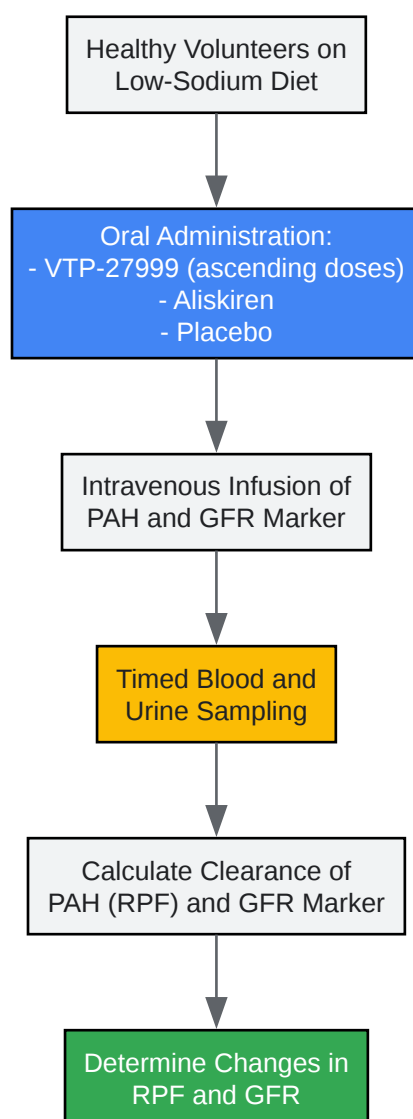 Healthy Volunteers on
Low-Sodium Diet
Oral Administration:
- VTP-27999 (ascending doses)
- Aliskiren
- Placebo
Intravenous Infusion of
PAH and GFR Marker
Timed Blood and
Urine Sampling
Calculate Clearance of
PAH (RPF) and GFR Marker
Determine Changes in
RPF and GFR